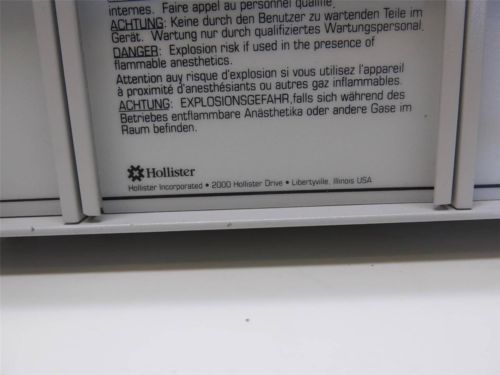 internes. Faire appel au personnel qualifié.
ACHTUNG: Keine durch den Benutzer zu wartenden Teile im
Gerät. Wartung nur durch qualifiziertes Wartungspersonal.
DANGER: Explosion risk if used in the presence of
flammable anesthetics.
Attention auy risque d'explosion si vous utilisez l'appareil
à proximité d'anesthésiants ou autres gaz inflammables.
ACHTUNG: EXPLOSIONSGEFAHR,falls sich während des
Betriebes entflammbare Anästhetika oder andere Gase im
Raum befinden.
Hollister
Hollister Incorporated • 2000 Hollister Drive • Libertyville, Illinois USA